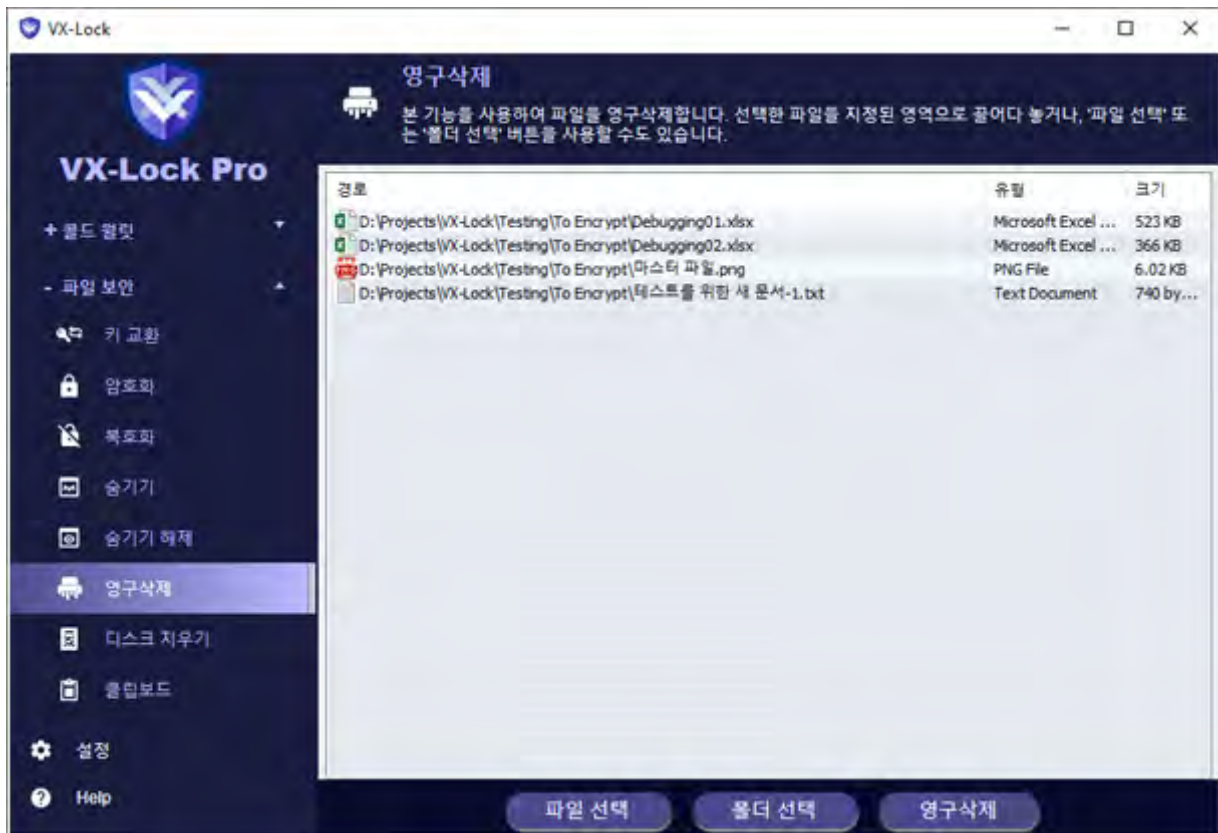 VX-Lock
VX-Lock Pro
+ 콜드 월릿
- 파일 보안
키 교환
암호화
복호화
숨기기
숨기기 해제
영구삭제
디스크 지우기
클립보드
설정
Help
영구삭제
본 기능을 사용하여 파일을 영구삭제합니다. 선택한 파일을 지정된 영역으로 끌어다 놓거나, '파일 선택' 또
는 '폴더 선택' 버튼을 사용할 수도 있습니다.
경로 유형 크기
D:\Projects\VX-Lock\Testing\To Encrypt\Debugging01.xlsx Microsoft Excel ... 523 KB
D:\Projects\VX-Lock\Testing\To Encrypt\Debugging02.xlsx Microsoft Excel ... 366 KB
D:\Projects\VX-Lock\Testing\To Encrypt\마스터 파일.png PNG File 6.02 KB
D:\Projects\VX-Lock\Testing\To Encrypt\테스트를 위한 새 문서-1.txt Text Document 740 by...
파일 선택 폴더 선택 영구삭제